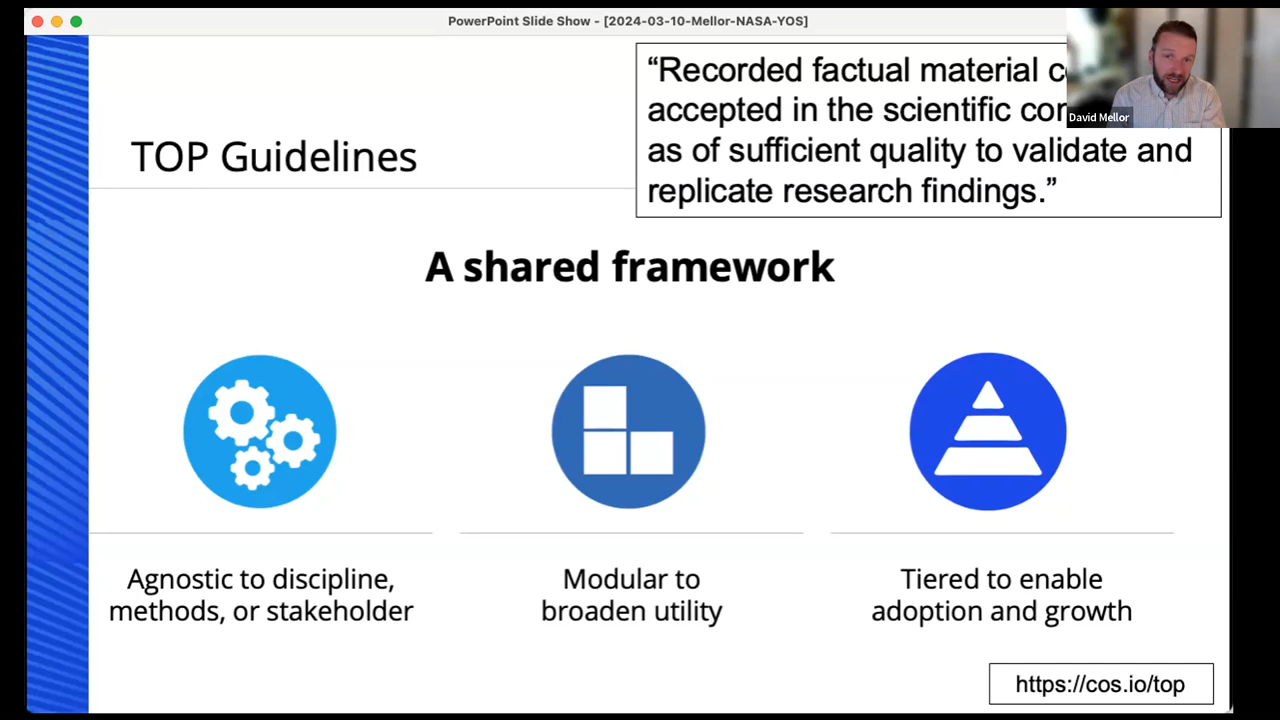 PowerPoint Slide Show - [2024-03-10-Mellor-NASA-YOS]
“Recorded factual material
accepted in the scientific
as of sufficient quality to validate and
replicate research findings.”
David Mellor
TOP Guidelines
A shared framework
Agnostic to discipline,
methods, or stakeholder
Modular to
broaden utility
Tiered to enable
adoption and growth
https://cos.io/top